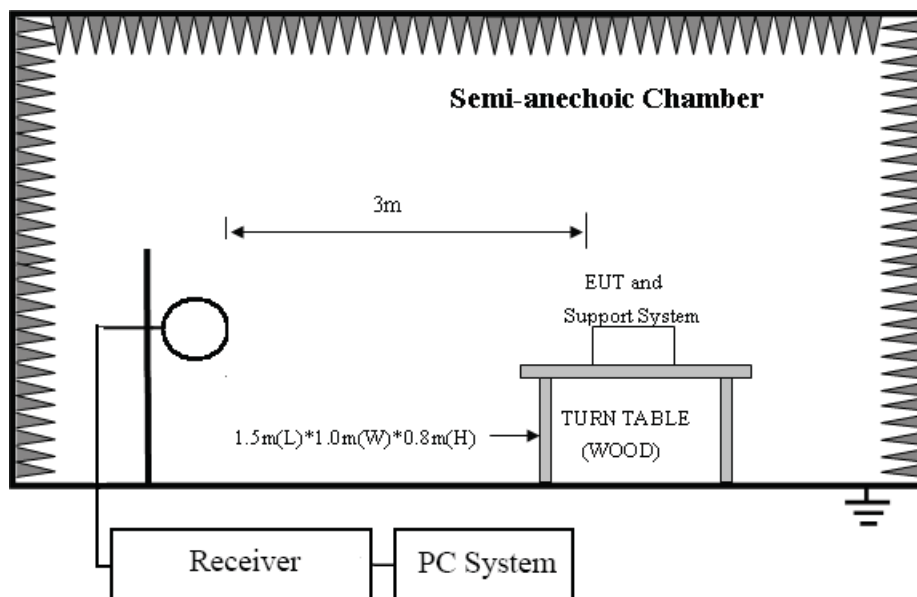 Semi-anechoic Chamber
3m
EUT and
Support System
1.5m(L)*1.0m(W)*0.8m(H)
TURN TABLE
(WOOD)
Receiver
PC System